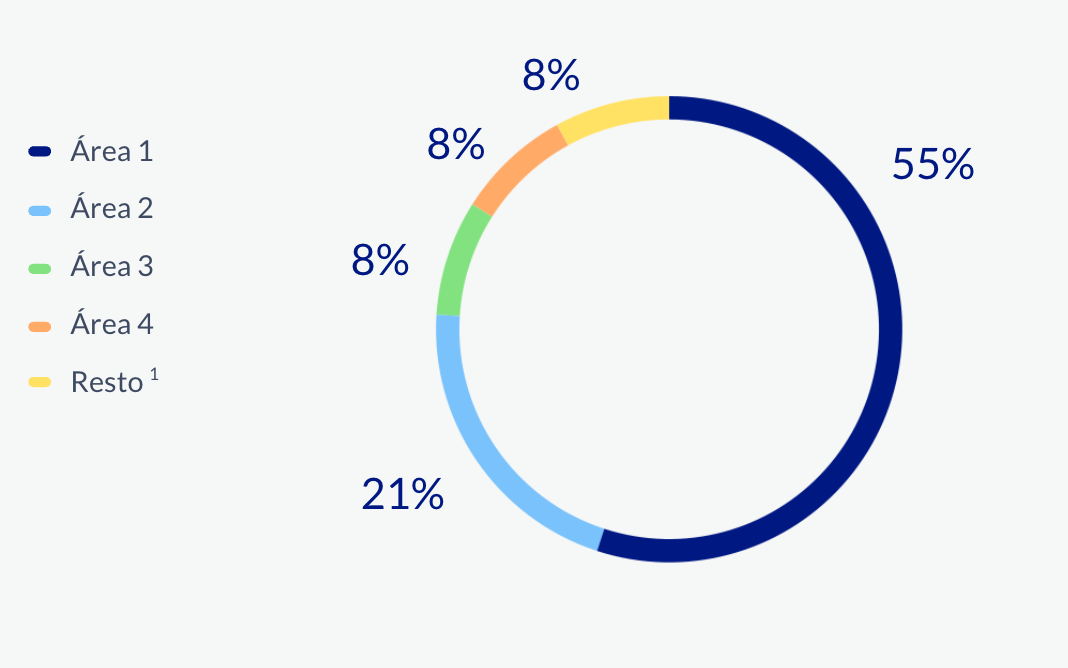 8%
8%
55%
Área 1
Área 2
Área 3
8%
Área 4
Resto ¹
21%